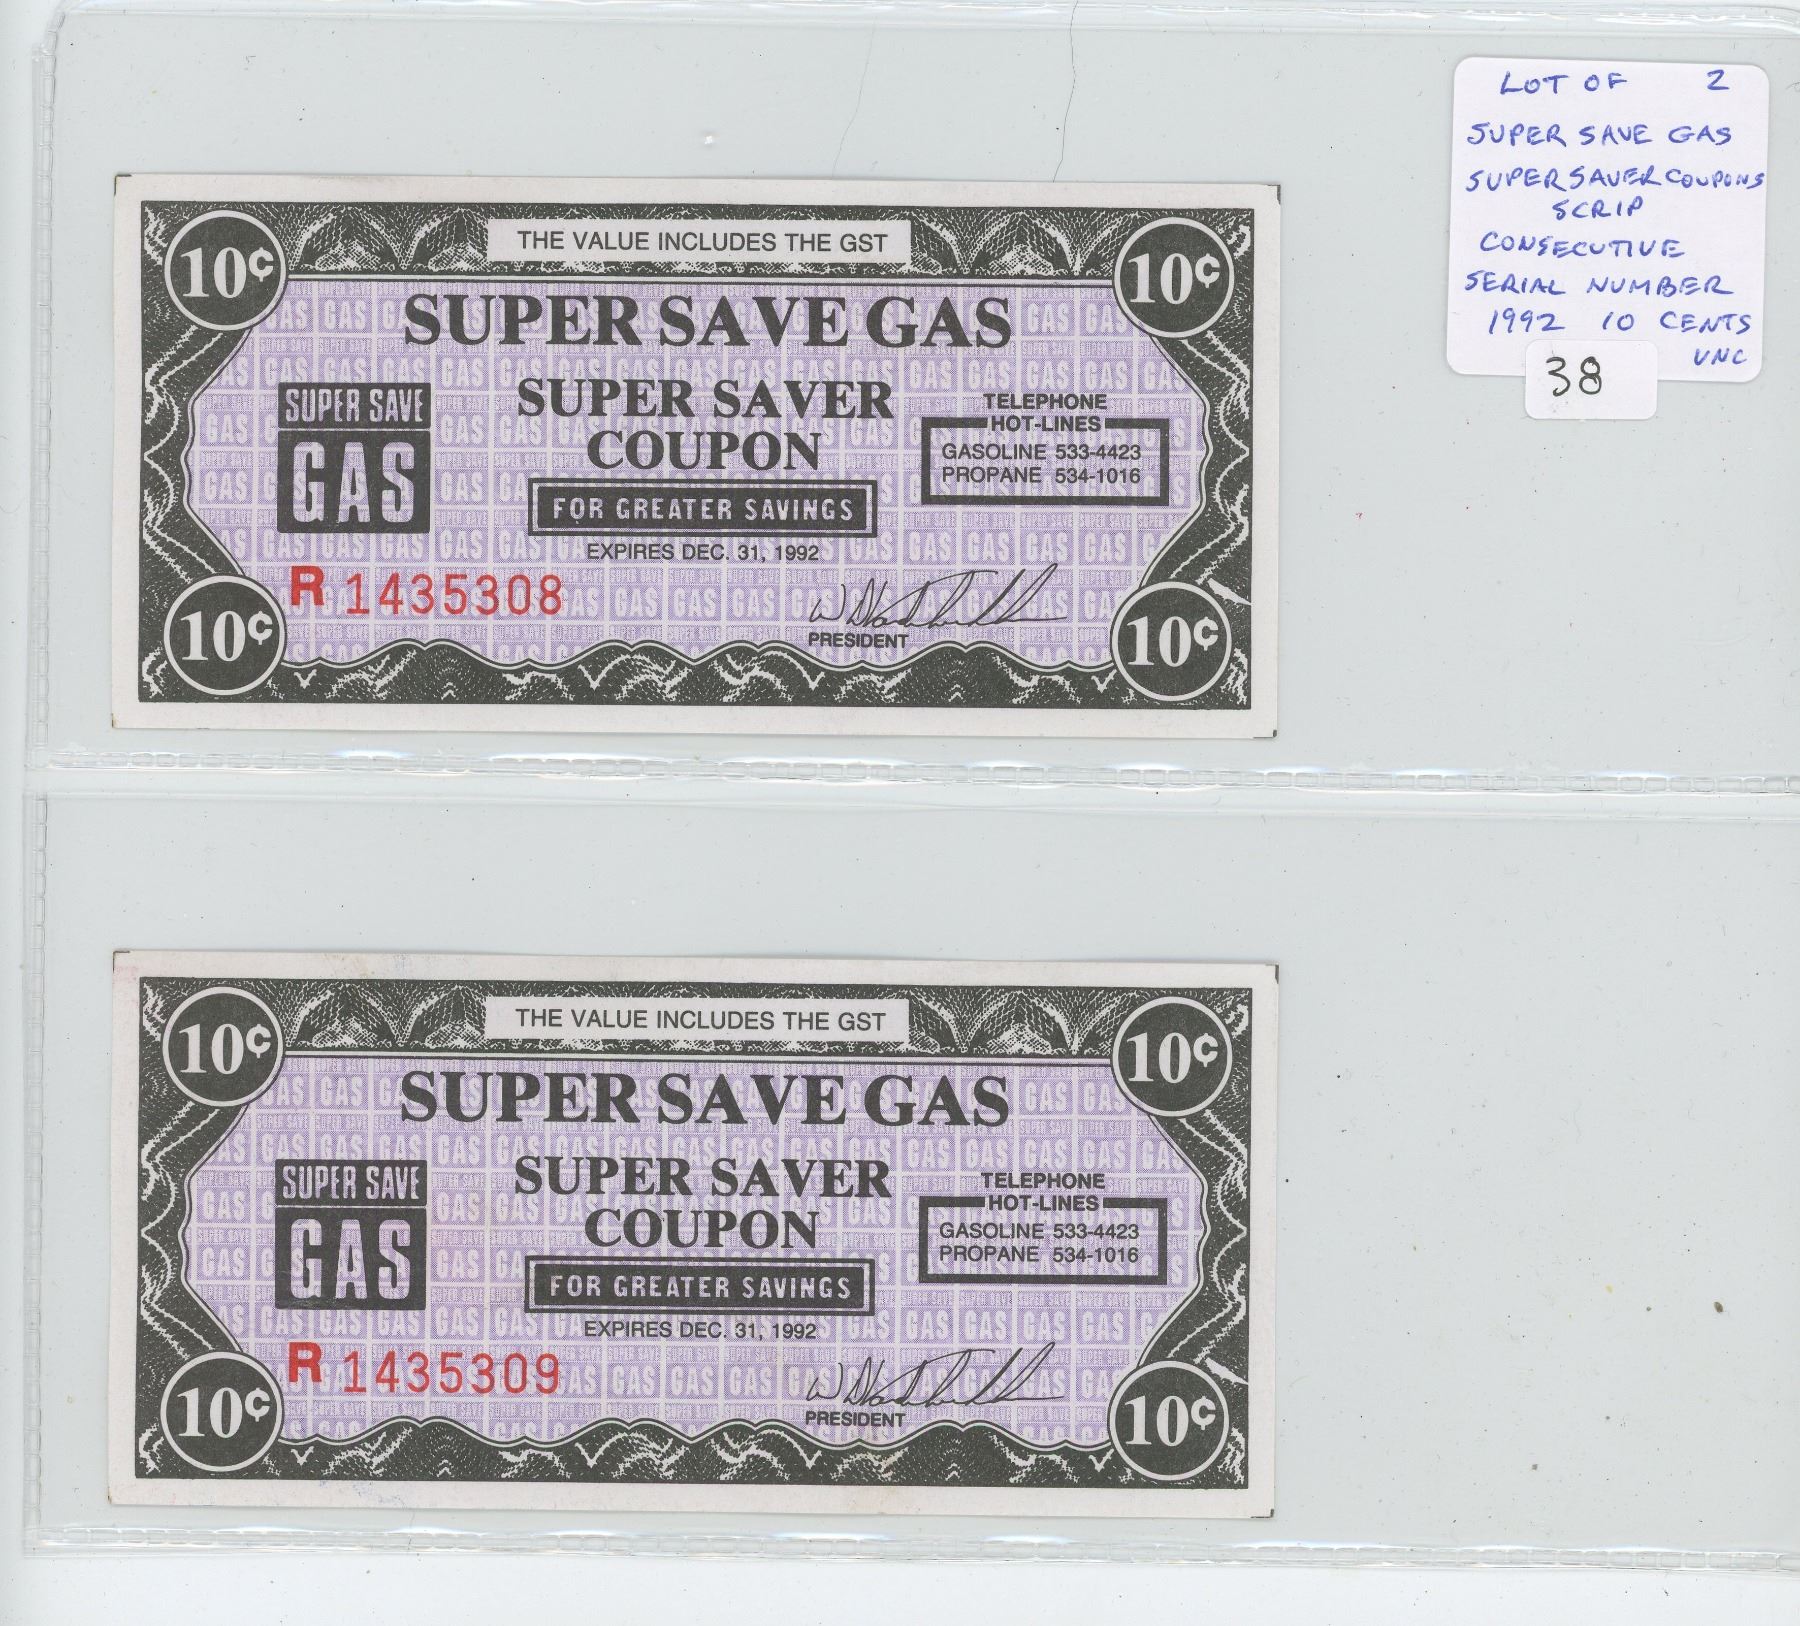 LOT OF 2
SUPER SAVE GAS
SUPER SAVER COUPONS
SCRIP
CONSECUTIVE
SERIAL NUMBER
1992 10 CENTS
UNC
38
10¢ THE VALUE INCLUDES THE GST 10¢
SUPER SAVE GAS
SUPER SAVER
COUPON
SUPER SAVE
GAS
TELEPHONE
HOT-LINES
GASOLINE 533-4423
PROPANE 534-1016
FOR GREATER SAVINGS
EXPIRES DEC. 31, 1992
R 1435308
PRESIDENT
10¢ 10¢
10¢ THE VALUE INCLUDES THE GST 10¢
SUPER SAVE GAS
SUPER SAVER
COUPON
SUPER SAVE
GAS
TELEPHONE
HOT-LINES
GASOLINE 533-4423
PROPANE 534-1016
FOR GREATER SAVINGS
EXPIRES DEC. 31, 1992
R 1435309
PRESIDENT
10¢ 10¢